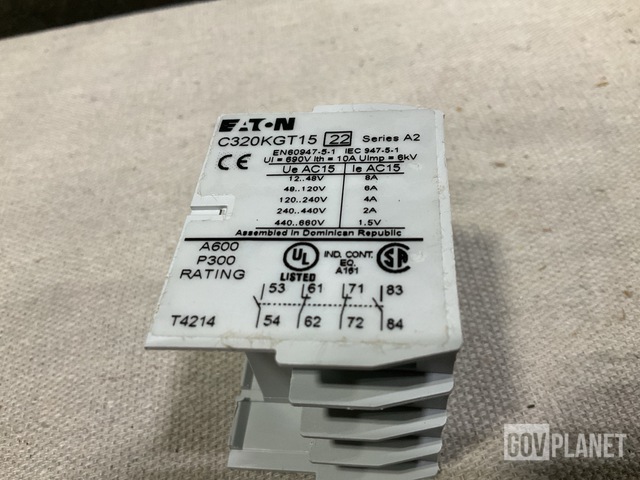 EATON
C320KGT15 22 Series A2
EN60947-5-1 IEC 947-5-1
CE UI = 690V Ith = 10A Uimp = 6kV
Ue AC15 Ie AC15
12..48V 8A
48..120V 6A
120..240V 4A
240..440V 2A
440..660V 1.5V
Assembled in Dominican Republic
A600
P300
RATING
UL
LISTED
IND. CONT.
EQ.
A161
SA
53 61 71 83
54 62 72 84
T4214
GOVPLANET